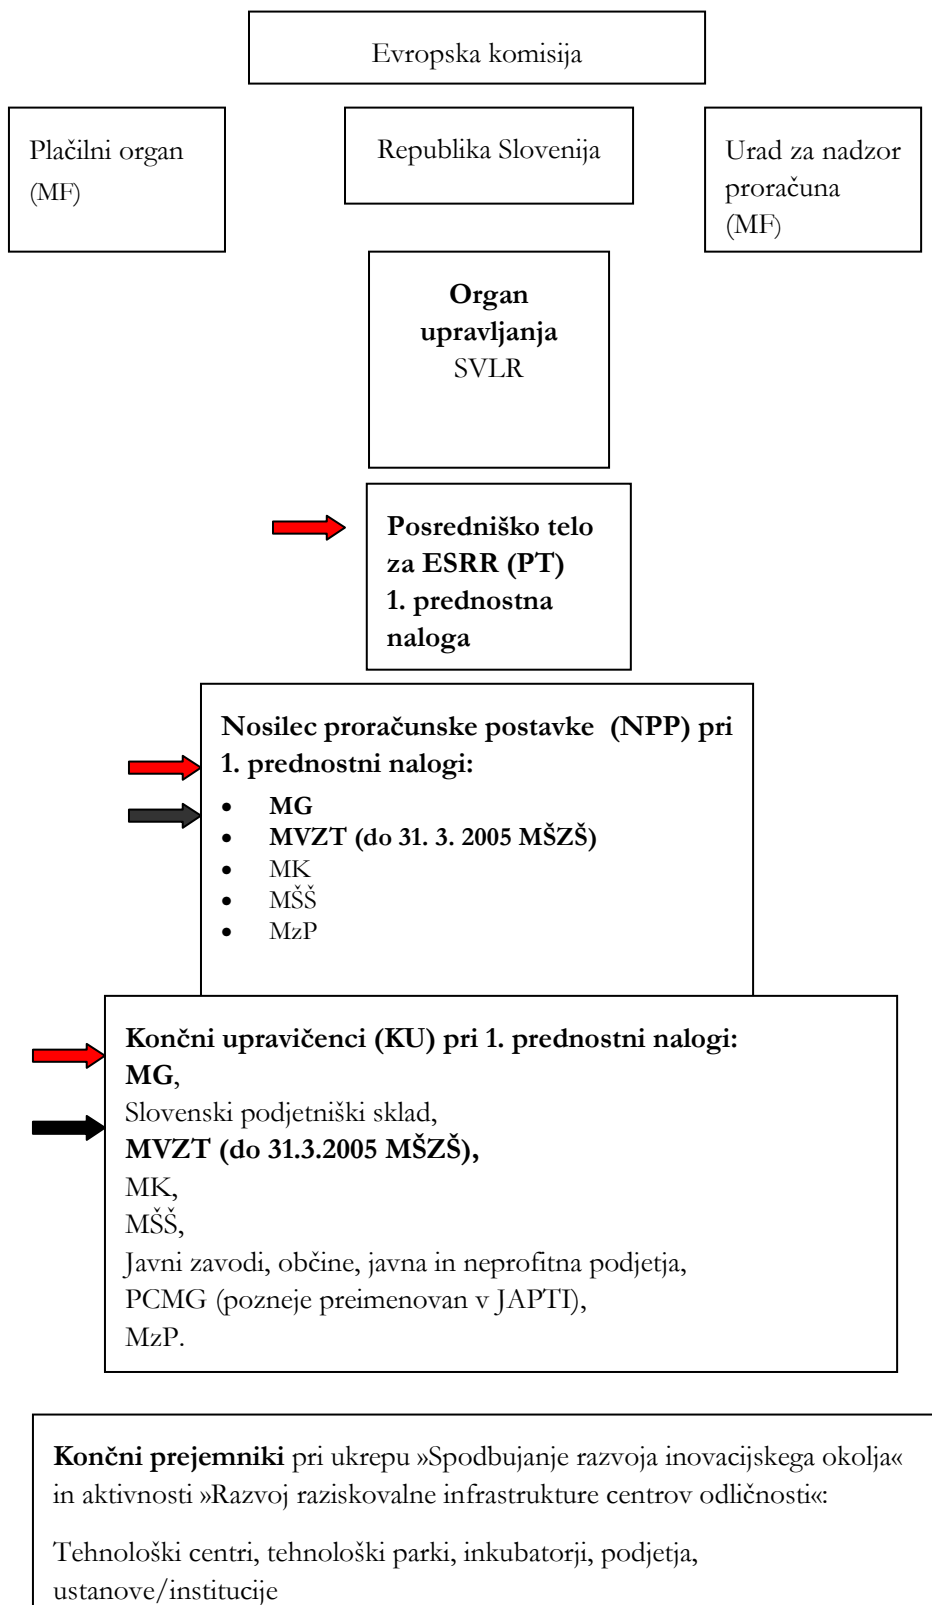 Evropska komisija
Plačilni organ
(MF)
Republika Slovenija
Urad za nadzor
proračuna
(MF)
Organ
upravljanja
SVLR
Posredniško telo
za ESRR (PT)
1. prednostna
naloga
Nosilec proračunske postavke (NPP) pri
1. prednostni nalogi:
• MG
• MVZT (do 31. 3. 2005 MŠZŠ)
• MK
• MŠŠ
• MzP
Končni upravičenci (KU) pri 1. prednostni nalogi:
MG,
Slovenski podjetniški sklad,
MVZT (do 31.3.2005 MŠZŠ),
MK,
MŠŠ,
Javni zavodi, občine, javna in neprofitna podjetja,
PCMG (pozneje preimenovan v JAPTI),
MzP.
Končni prejemniki pri ukrepu »Spodbujanje razvoja inovacijskega okolja«
in aktivnosti »Razvoj raziskovalne infrastrukture centrov odličnosti«:
Tehnološki centri, tehnološki parki, inkubatorji, podjetja,
ustanove/institucije